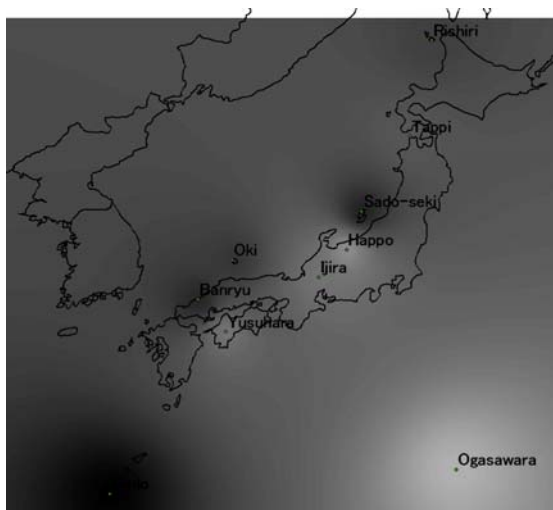 Rishiri
Tappi
Sado-seki
Happo
Oki
Ijira
Banryu
Yusuhara
Ogasawara